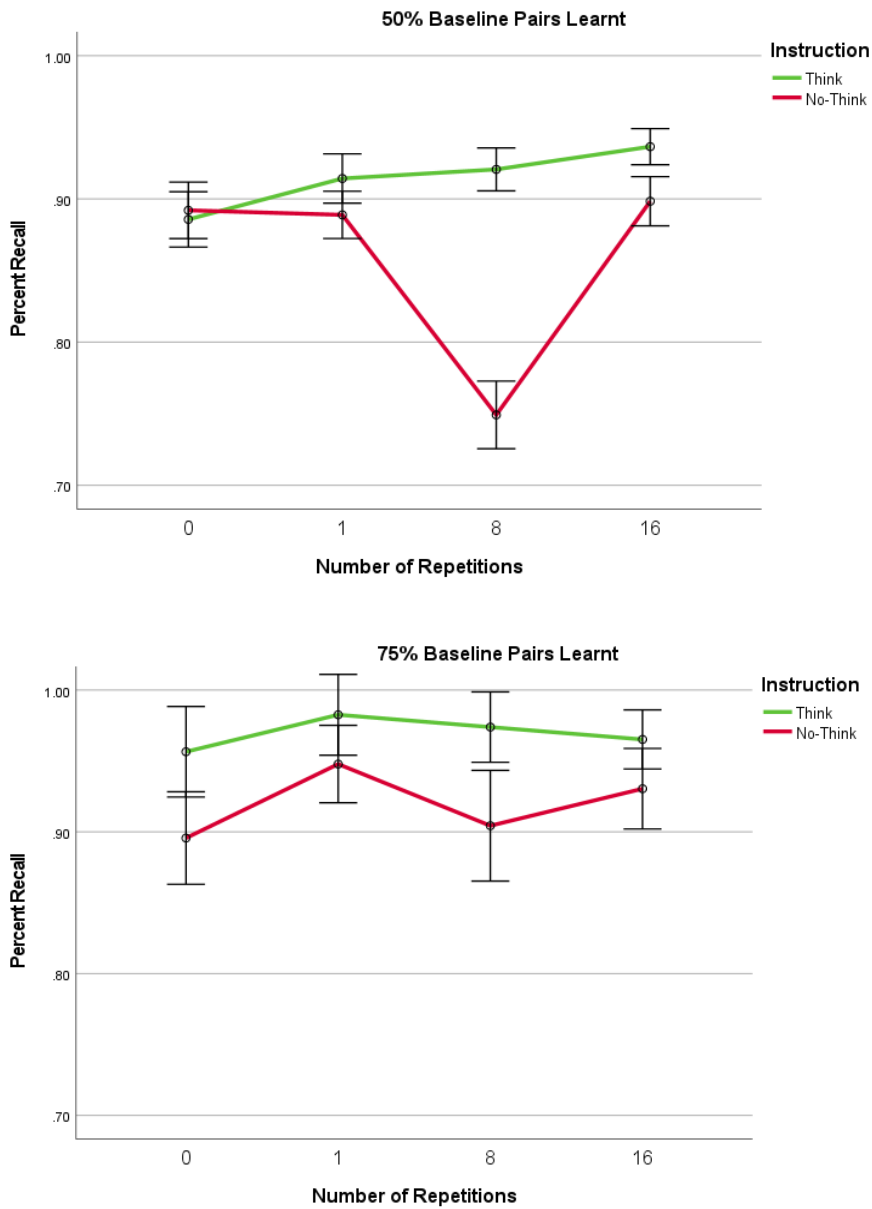 50% Baseline Pairs Learnt
1.00
.90
.80
.70
Percent Recall
0 1 8 16
Number of Repetitions
Instruction
Think
No-Think
75% Baseline Pairs Learnt
1.00
.90
.80
.70
Percent Recall
0 1 8 16
Number of Repetitions
Instruction
Think
No-Think